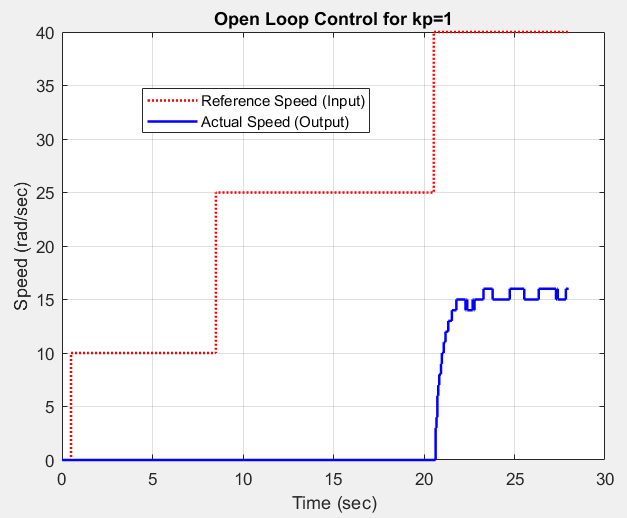 Open Loop Control for kp=1
Reference Speed (Input)
Actual Speed (Output)
Speed (rad/sec)
40
35
30
25
20
15
10
5
0
0 5 10 15 20 25 30
Time (sec)